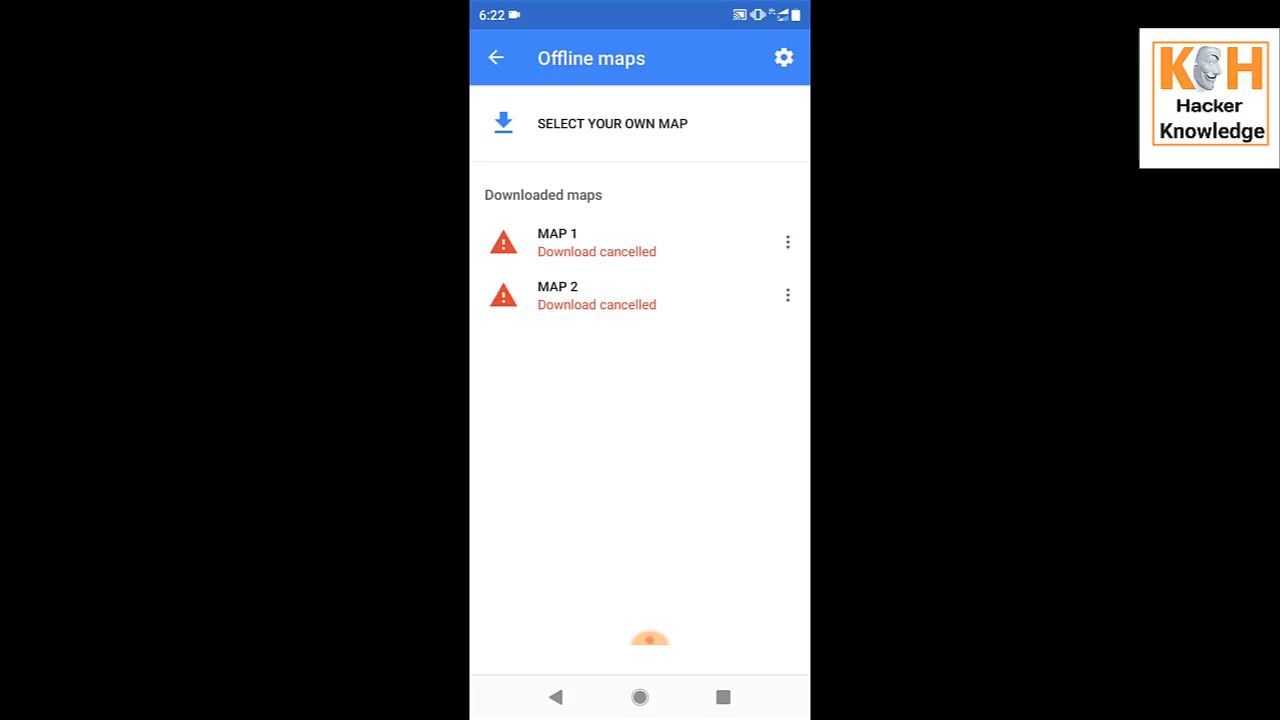 6:22
Offline maps
SELECT YOUR OWN MAP
Downloaded maps
MAP 1
Download cancelled
MAP 2
Download cancelled
K H
Hacker
Knowledge